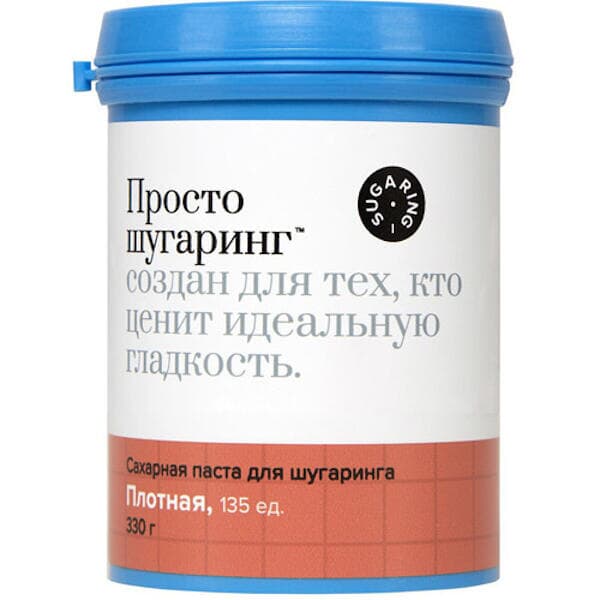 Просто
шугаринг™
создан для тех, кто
ценит идеальную
гладкость.
SUGARING
Сахарная паста для шугаринга
Плотная, 135 ед.
330 г